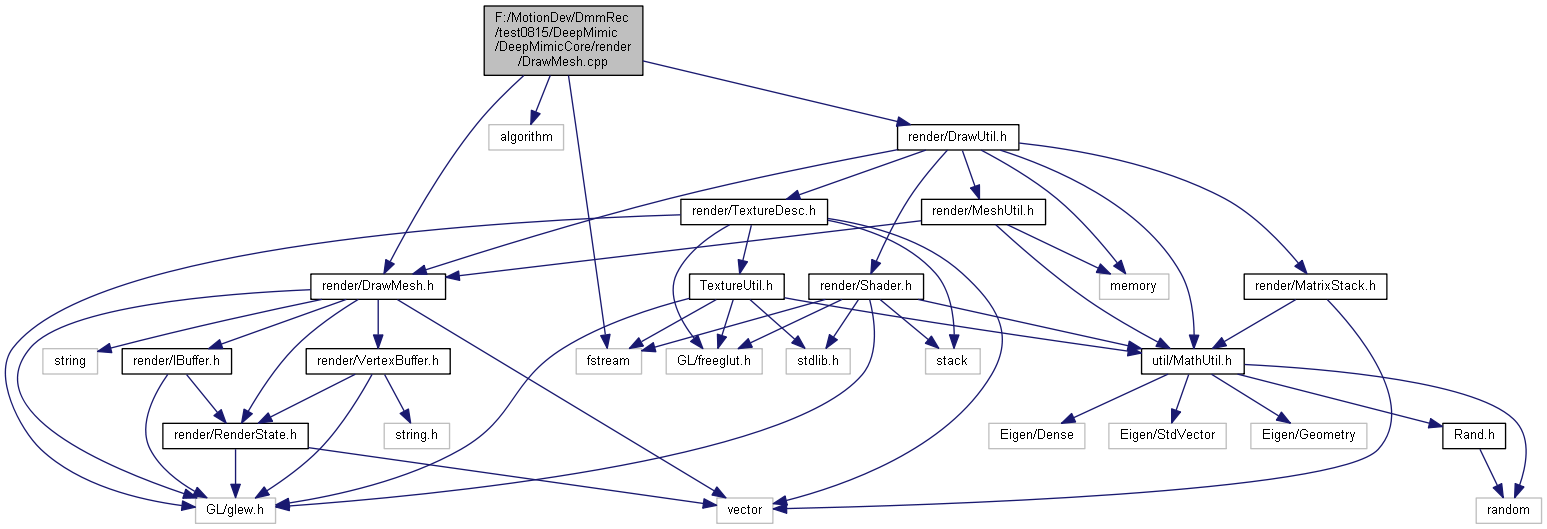 F:/MotionDev/DmmRec
/test0815/DeepMimic
/DeepMimicCore/render
/DrawMesh.cpp
algorithm
render/DrawUtil.h
render/TextureDesc.h
render/MeshUtil.h
render/DrawMesh.h
TextureUtil.h
render/Shader.h
memory
render/MatrixStack.h
string
render/IBuffer.h
render/VertexBuffer.h
fstream
GL/freeglut.h
stdlib.h
stack
util/MathUtil.h
render/RenderState.h
string.h
Eigen/Dense
Eigen/StdVector
Eigen/Geometry
Rand.h
GL/glew.h
vector
random